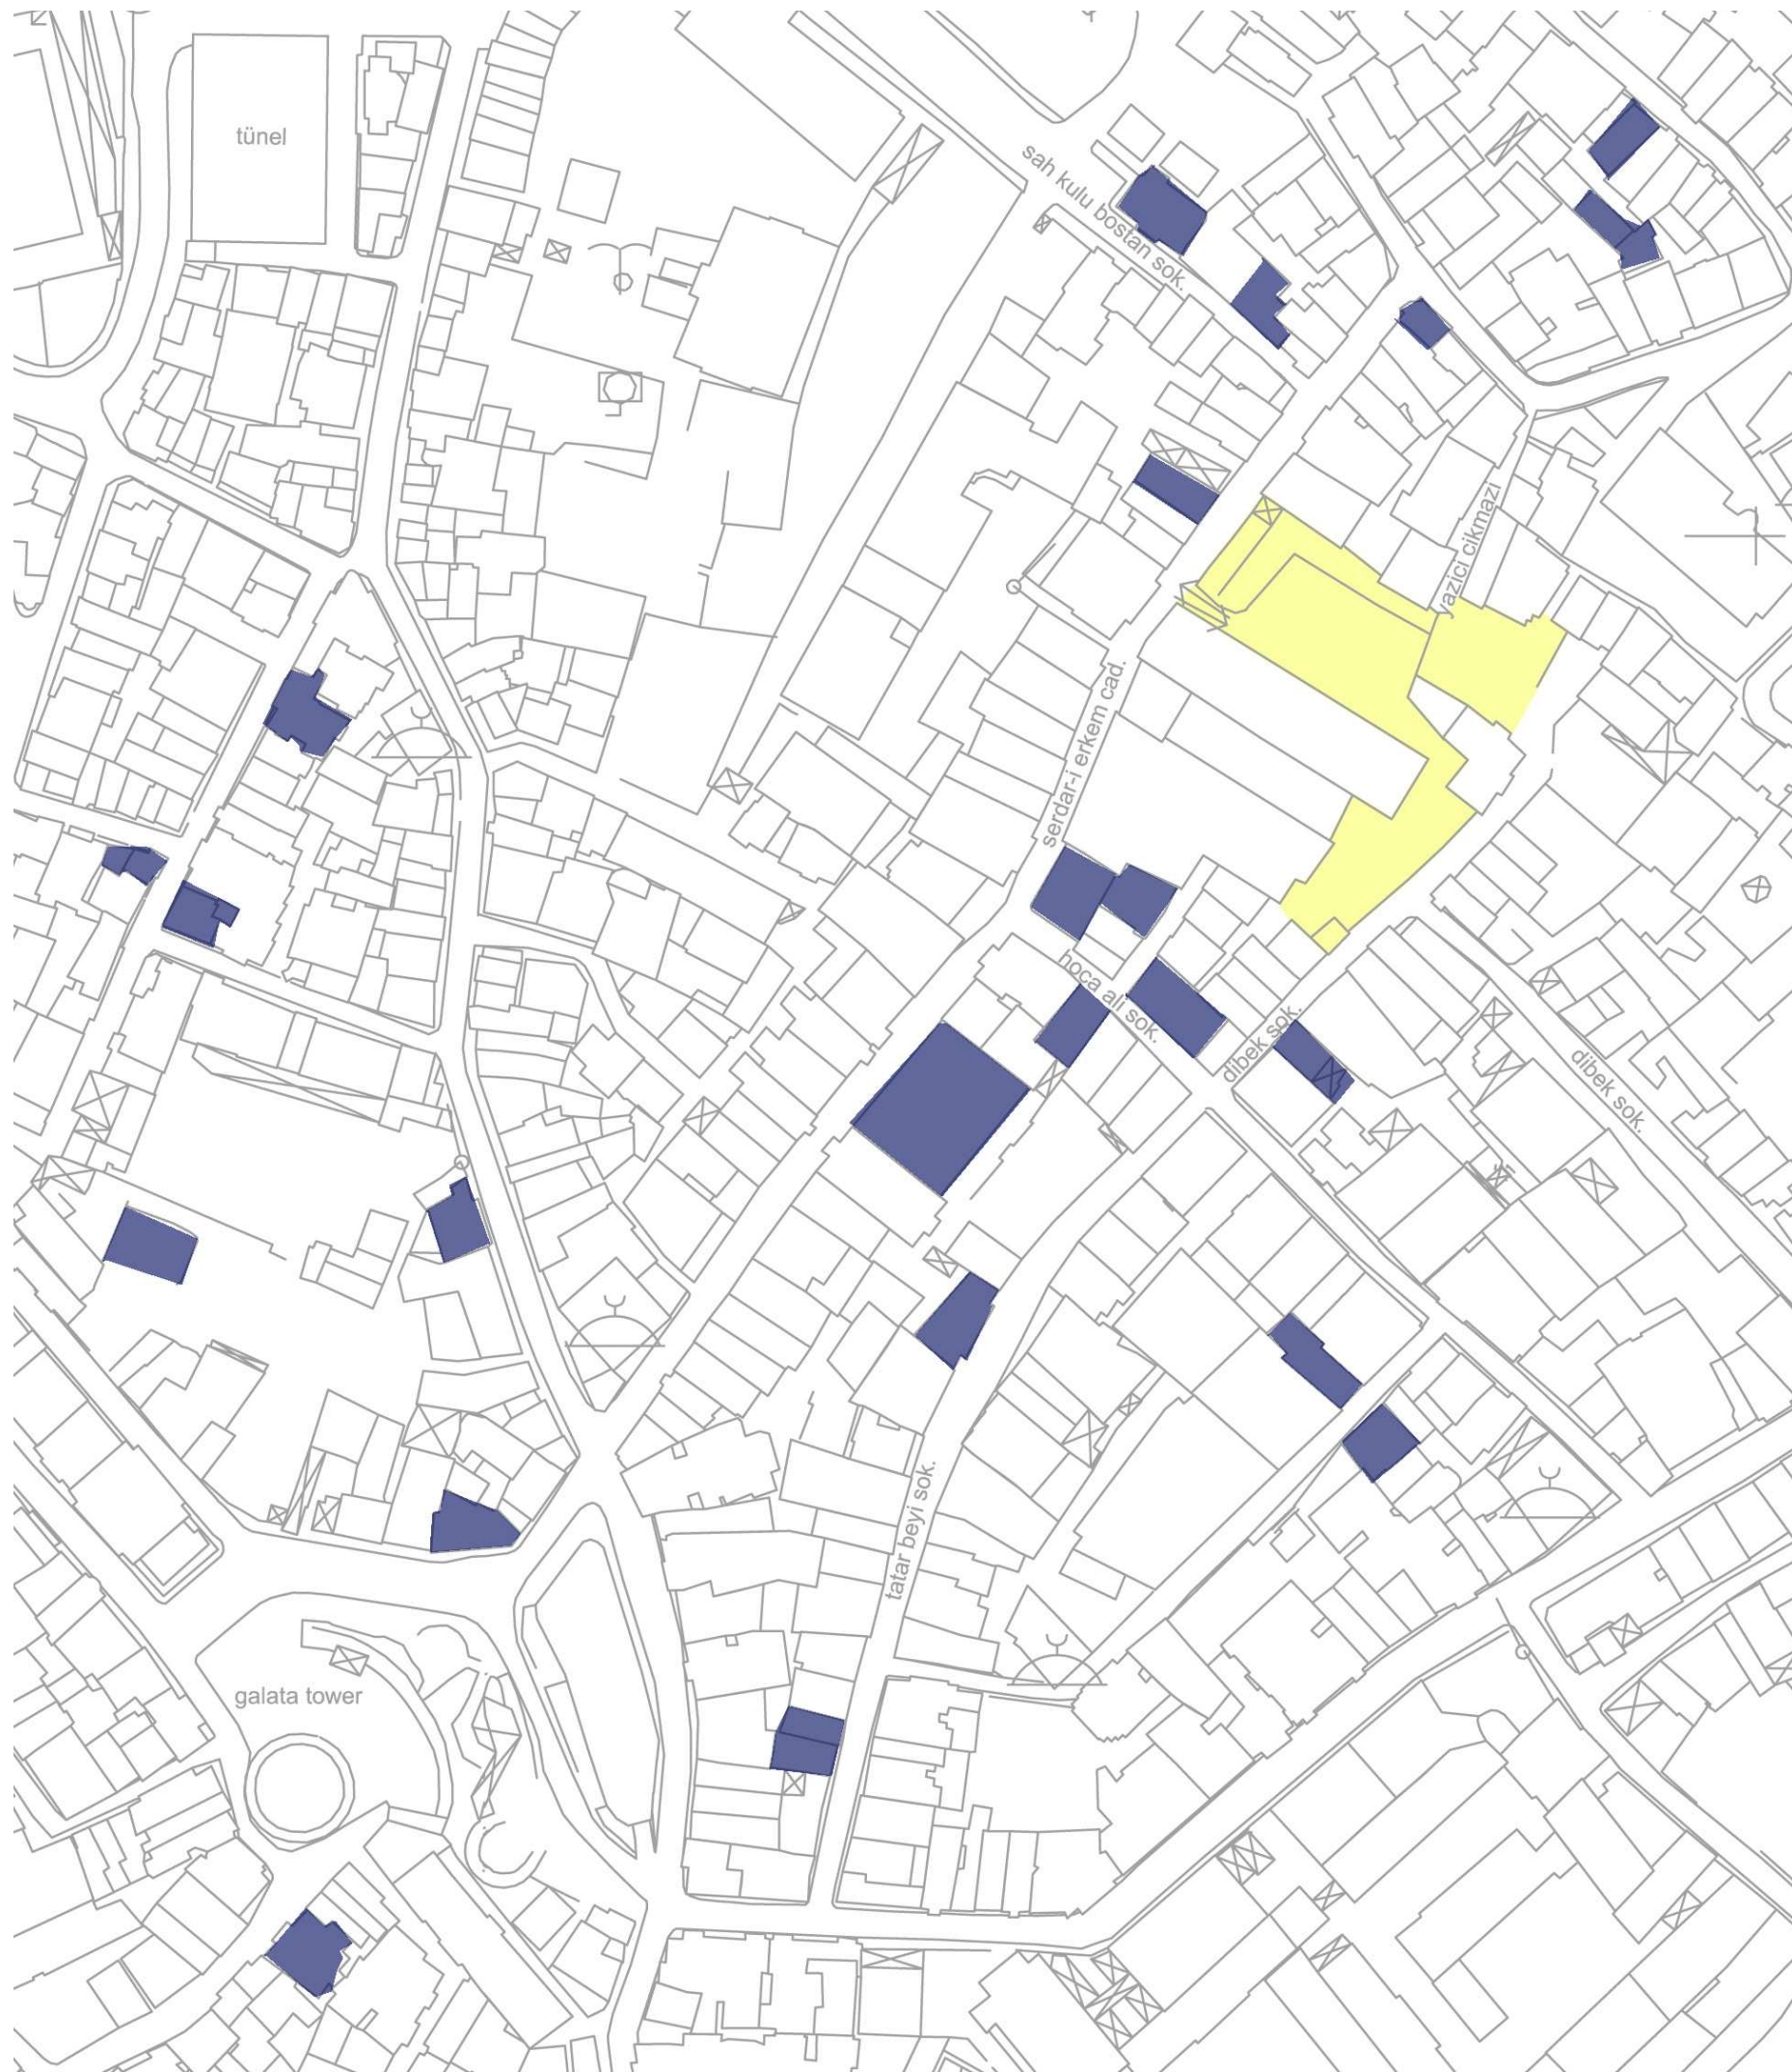 tünel
sah kulu bostan sok.
yazici cikmazi
serdar-i erkem cad.
hoca ali sok.
dibek sok.
dibek sok.
tatar beyi sok.
galata tower